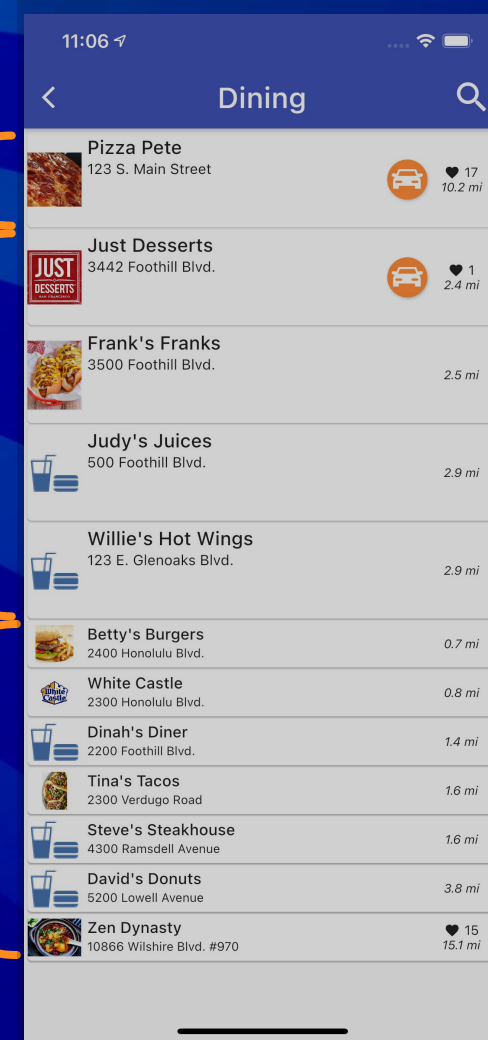 11:06
Dining
Pizza Pete
123 S. Main Street
17
10.2 mi
Just Desserts
3442 Foothill Blvd.
JUST
DESSERTS
SAN FRANCISCO
1
2.4 mi
Frank's Franks
3500 Foothill Blvd.
2.5 mi
Judy's Juices
500 Foothill Blvd.
2.9 mi
Willie's Hot Wings
123 E. Glenoaks Blvd.
2.9 mi
Betty's Burgers
2400 Honolulu Blvd.
0.7 mi
White Castle
2300 Honolulu Blvd.
White
Castle
0.8 mi
Dinah's Diner
2200 Foothill Blvd.
1.4 mi
Tina's Tacos
2300 Verdugo Road
1.6 mi
Steve's Steakhouse
4300 Ramsdell Avenue
1.6 mi
David's Donuts
5200 Lowell Avenue
3.8 mi
Zen Dynasty
10866 Wilshire Blvd. #970
15
15.1 mi